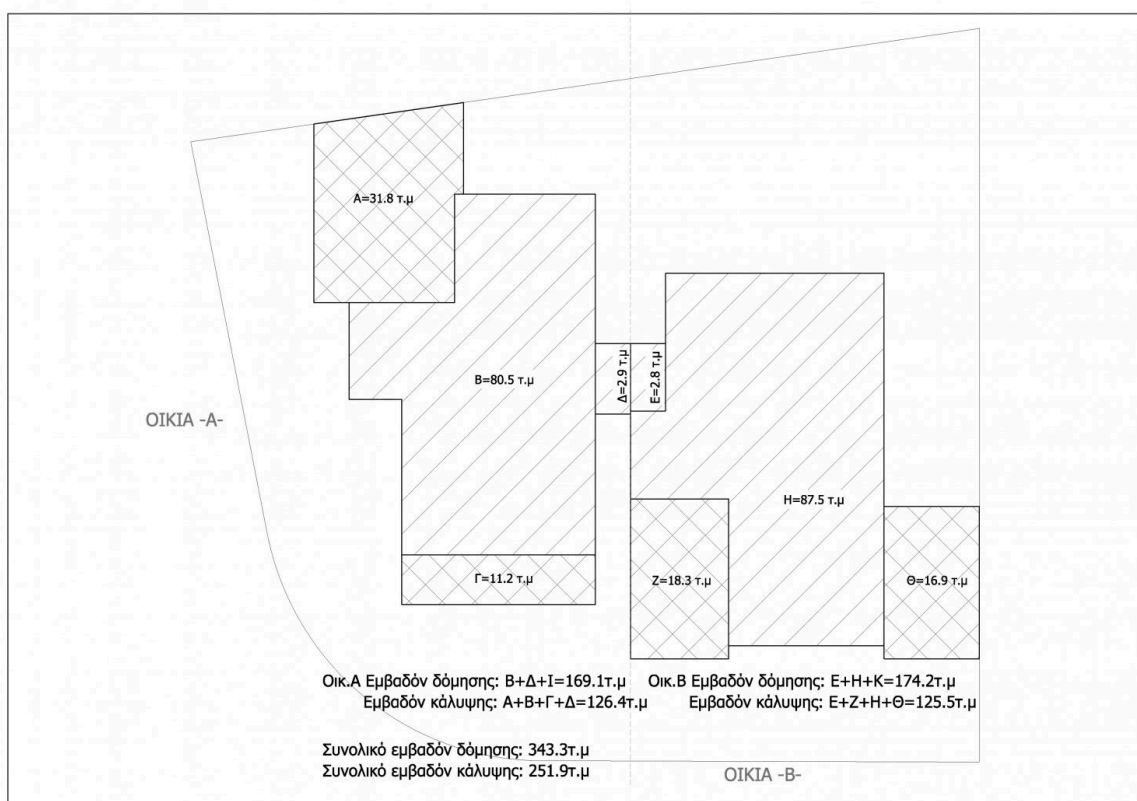 Α=31.8 τ.μ
Β=80.5 τ.μ
Δ=2.9 τ.μ
Ε=2.8 τ.μ
ΟΙΚΙΑ -Α-
Η=87.5 τ.μ
Γ=11.2 τ.μ
Ζ=18.3 τ.μ
Θ=16.9 τ.μ
Οικ.Α Εμβαδόν δόμησης: Β+Δ+Ι=169.1τ.μ
Εμβαδόν κάλυψης: Α+Β+Γ+Δ=126.4τ.μ
Οικ.Β Εμβαδόν δόμησης: Ε+Η+Κ=174.2τ.μ
Εμβαδόν κάλυψης: Ε+Ζ+Η+Θ=125.5τ.μ
Συνολικό εμβαδόν δόμησης: 343.3τ.μ
Συνολικό εμβαδόν κάλυψης: 251.9τ.μ
ΟΙΚΙΑ -Β-